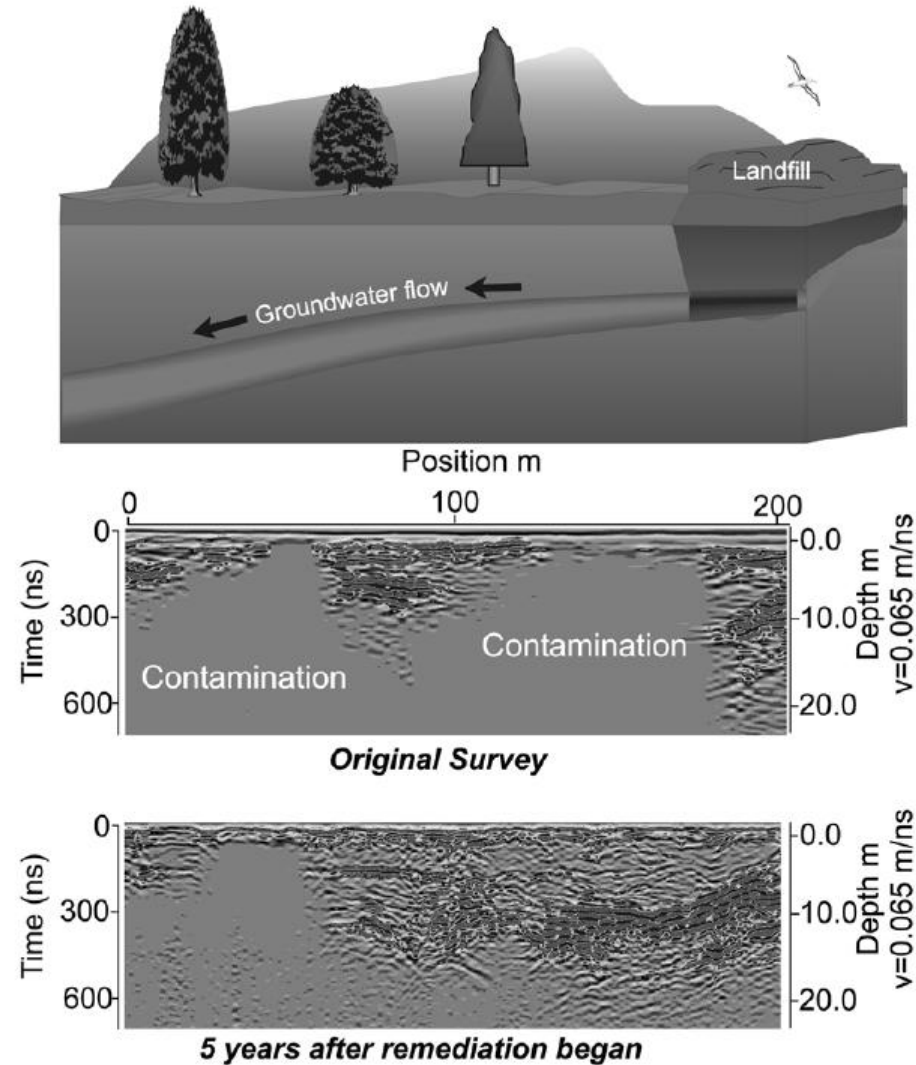 Landfill
Groundwater flow
Position m
0 100 200
Time (ns)
0
300
600
Contamination
Contamination
0.0
10.0
20.0
Depth m
v=0.065 m/ns
Original Survey
Time (ns)
0
300
600
0.0
10.0
20.0
Depth m
v=0.065 m/ns
5 years after remediation began